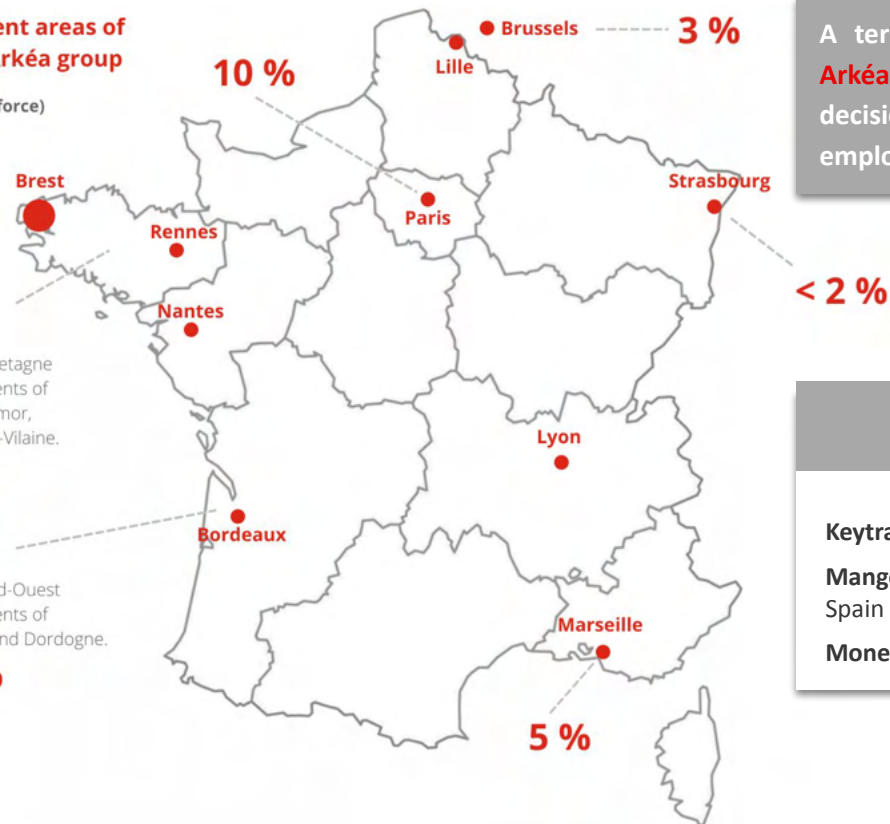 ent areas of
rkéa group
force)
Brussels
3 %
Lille
10 %
Brest
Rennes
Paris
Strasbourg
< 2 %
Nantes
etagne
ents of
mor,
-Vilaine.
Lyon
Bordeaux
d-Ouest
ents of
nd Dordogne.
Marseille
5 %
A ter
Arkéa
decisi
emplo
Keytra
Mango
Spain
Mone